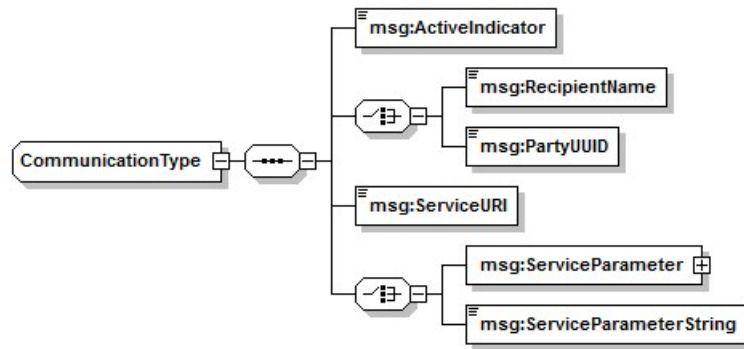 msg:ActiveIndicator
msg:RecipientName
CommunicationType
msg:PartyUUID
msg:ServiceURI
msg:ServiceParameter
msg:ServiceParameterString